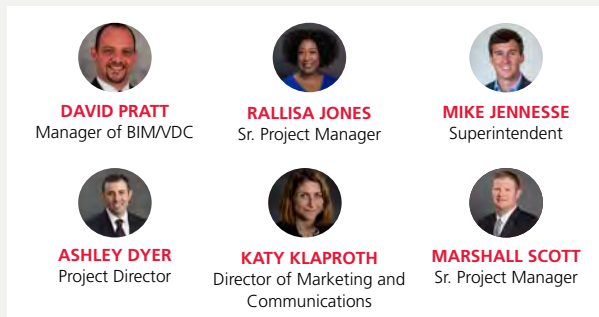 DAVID PRATT
Manager of BIM/VDC
RALLISA JONES
Sr. Project Manager
MIKE JENNESSE
Superintendent
ASHLEY DYER
Project Director
KATY KLAPROTH
Director of Marketing and
Communications
MARSHALL SCOTT
Sr. Project Manager